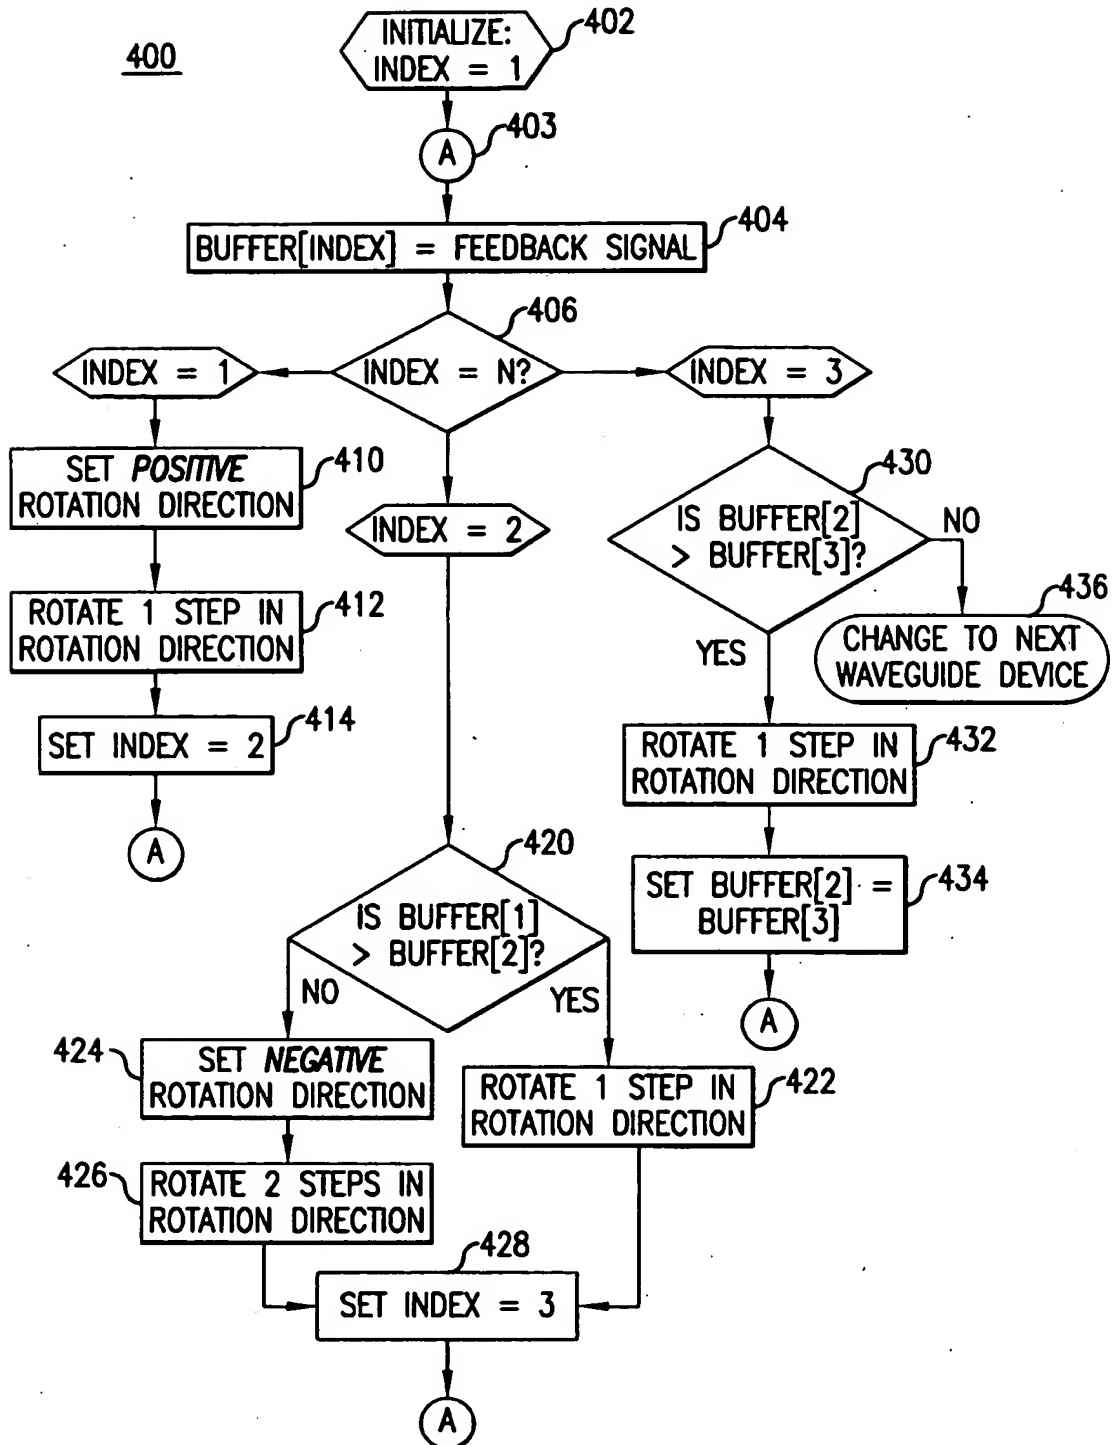 400
INITIALIZE:
INDEX = 1
402
A
403
BUFFER[INDEX] = FEEDBACK SIGNAL
404
406
INDEX = 1
INDEX = N?
INDEX = 3
SET POSITIVE
ROTATION DIRECTION
410
INDEX = 2
430
IS BUFFER[2]
> BUFFER[3]?
NO
ROTATE 1 STEP IN
ROTATION DIRECTION
412
436
CHANGE TO NEXT
WAVEGUIDE DEVICE
YES
SET INDEX = 2
414
ROTATE 1 STEP IN
ROTATION DIRECTION
432
A
420
IS BUFFER[1]
> BUFFER[2]?
SET BUFFER[2] =
BUFFER[3]
434
NO
YES
A
424
SET NEGATIVE
ROTATION DIRECTION
ROTATE 1 STEP IN
ROTATION DIRECTION
422
426
ROTATE 2 STEPS IN
ROTATION DIRECTION
428
SET INDEX = 3
A